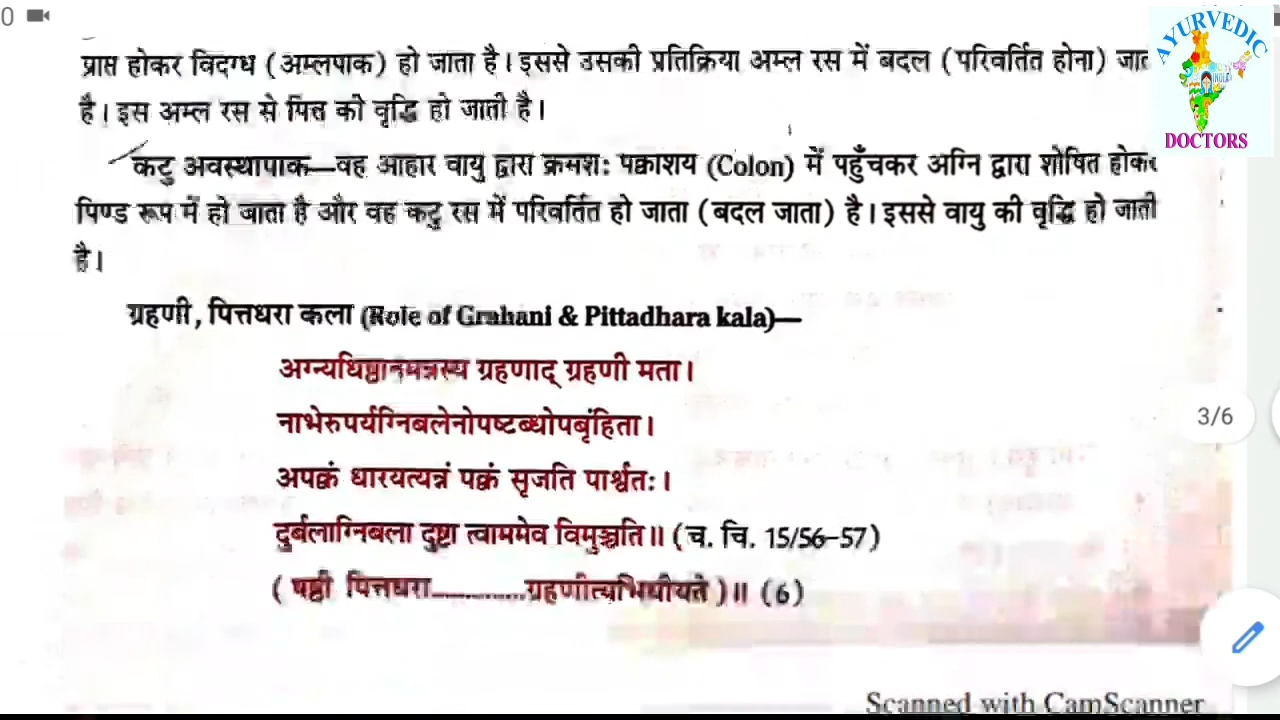 0
AYURVEDIC
DOCTORS
प्राप्त होकर विदग्ध (अम्लपाक) हो जाता है। इससे उसकी प्रतिक्रिया अम्ल रस में बदल (परिवर्तित होना) जात
है। इस अम्ल रस से पित्त की वृद्धि हो जाती है।
कटु अवस्थापाक—वह आहार वायु द्वारा क्रमशः पक्वाशय (Colon) में पहुँचकर अग्नि द्वारा शोषित होकर
पिण्ड रूप में हो जाता है और वह कटु रस में परिवर्तित हो जाता (बदल जाता) है। इससे वायु की वृद्धि हो जाती
है।
ग्रहणी, पित्तधरा कला (Role of Grahani & Pittadhara kala)—
अग्न्यधिष्ठानमन्नस्य ग्रहणाद् ग्रहणी मता।
नाभेरुपर्यग्निबलेनोपष्टब्धोपबृंहिता।
अपक्वं धारयत्यन्नं पक्वं सृजति पार्श्वतः।
3/6
दुर्बलाग्निबला दुष्टा त्वाममेव विमुञ्चति॥ (च. चि. 15/56-57)
( षष्ठी पित्तधरा............ग्रहणीत्यभिधीयते )॥ (6)
Scanned with CamScanner